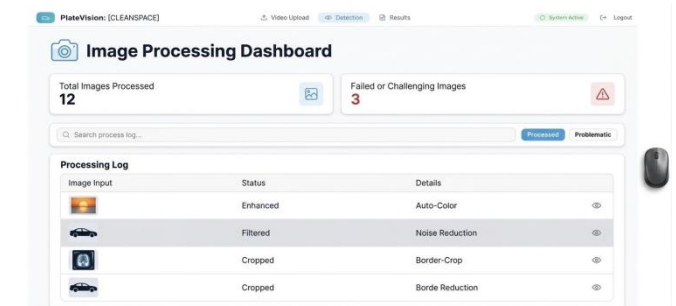 PlateVision: [CLEANSPACE] Video Upload Detection Results System Active Logout
Image Processing Dashboard
Total Images Processed
12
Failed or Challenging Images
3
Search process log... Processed Problematic
Processing Log
Image Input Status Details
Enhanced Auto-Color
Filtered Noise Reduction
Cropped Border-Crop
Cropped Borde Reduction